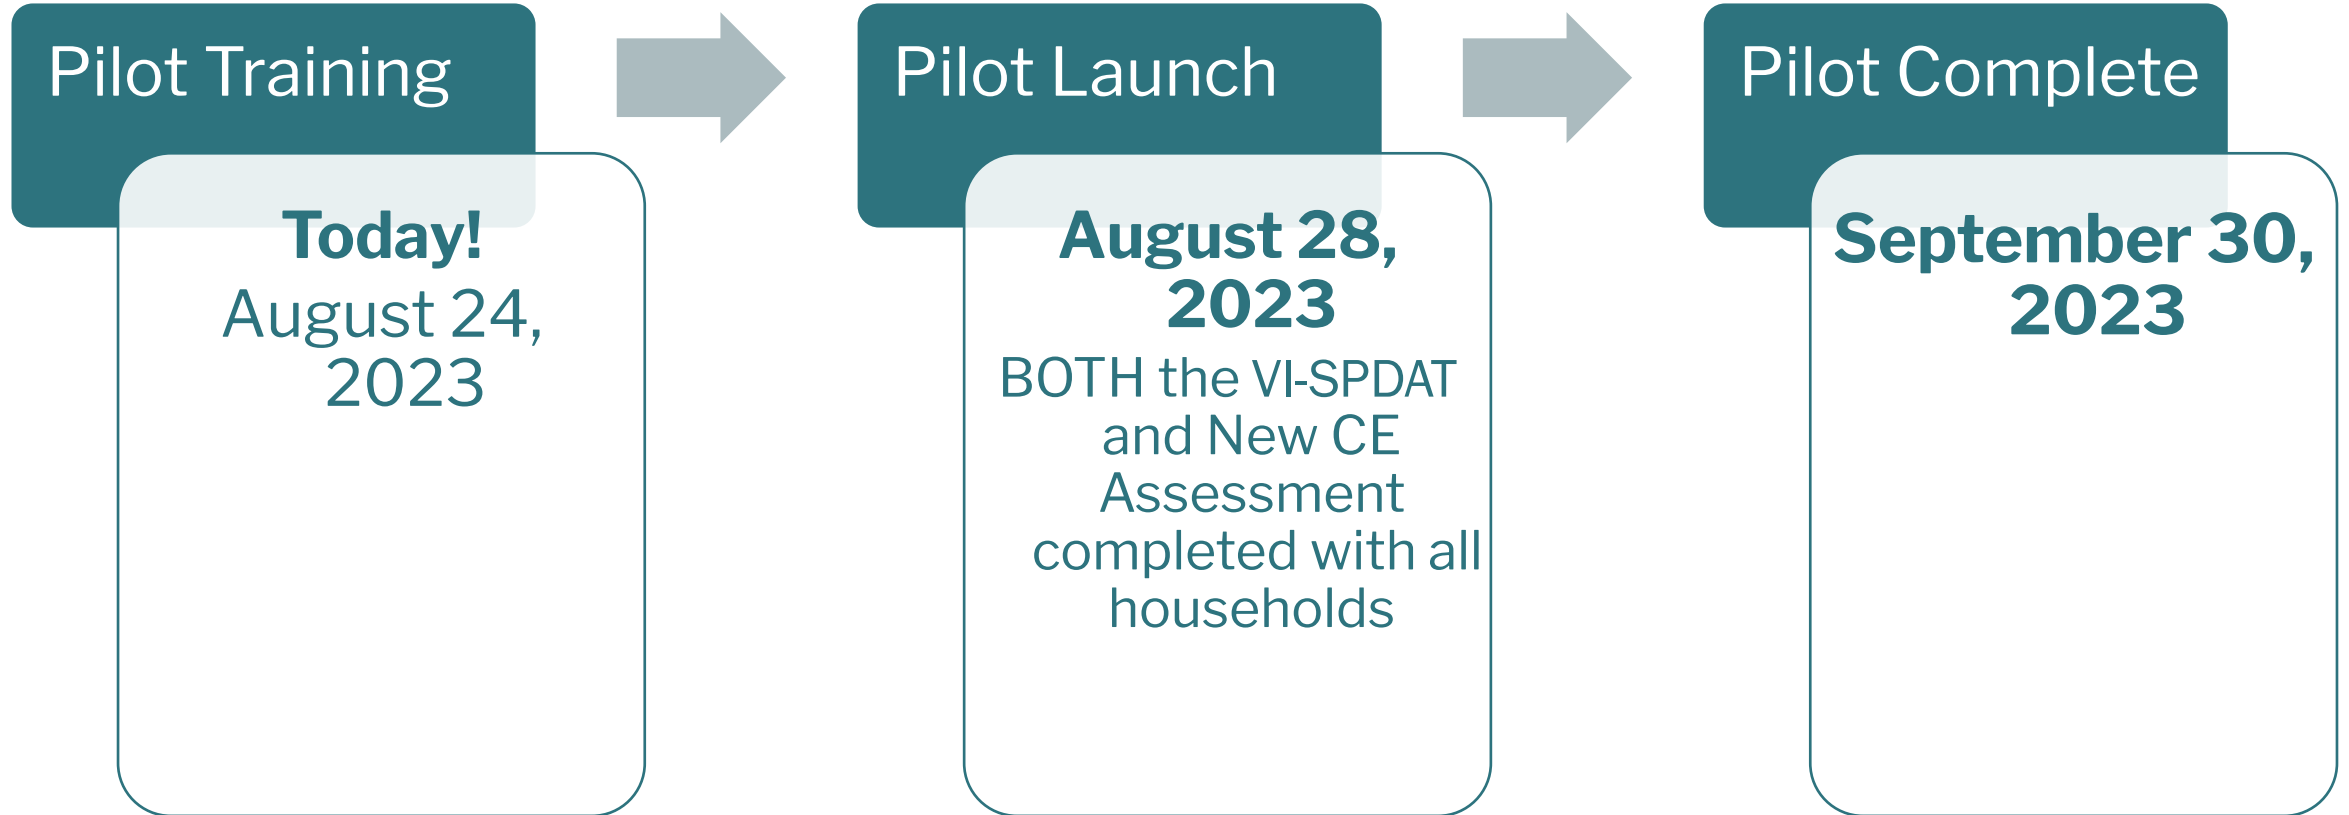 Pilot Training
Today!
August 24,
2023
Pilot Launch
August 28,
2023
BOTH the VI-SPDAT
and New CE
Assessment
completed with all
households
Pilot Complete
September 30,
2023